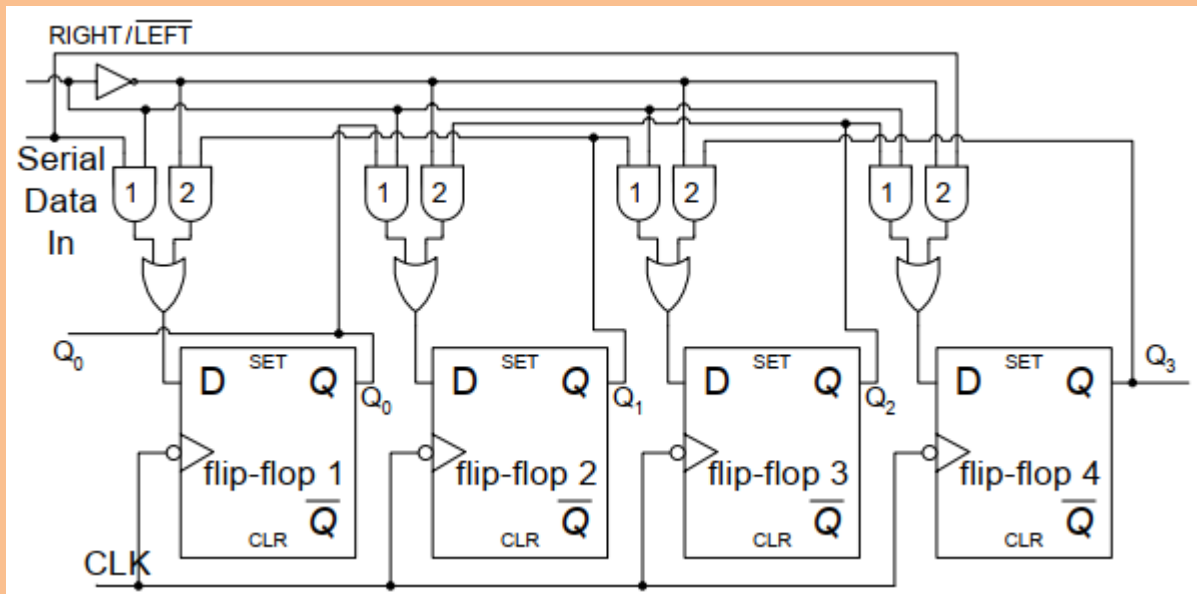 RIGHT/L̅E̅F̅T̅
Serial
Data
In
1 2 1 2 1 2 1 2
Q₀
SET SET SET SET
D Q D Q D Q D Q
Q₀ Q₁ Q₂ Q₃
flip-flop 1 flip-flop 2 flip-flop 3 flip-flop 4
Q̅ Q̅ Q̅ Q̅
CLR CLR CLR CLR
CLK